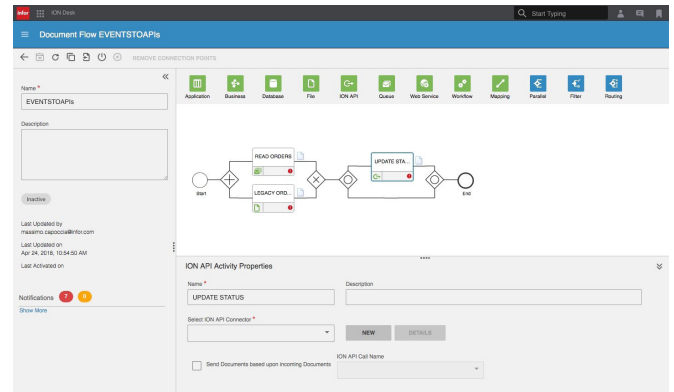 infor ION Desk Start Typing
Document Flow EVENTSTOAPIs
REMOVE CONNECTION POINTS
Name *
EVENTSTOAPIs
Description
Inactive
Last Updated by
massimo.capoccia@infor.com
Last Updated on
Apr 24, 2018, 10:54:50 AM
Last Activated on
Notifications 7 0
Show More
Application Business Database File ION API Queue Web Service Workflow Mapping Parallel Filter Routing
READ ORDERS
UPDATE STA...
Start
LEGACY ORD...
End
ION API Activity Properties
Name * Description
UPDATE STATUS
Select ION API Connector *
NEW DETAILS
Send Documents based upon incoming Documents
ION API Call Name